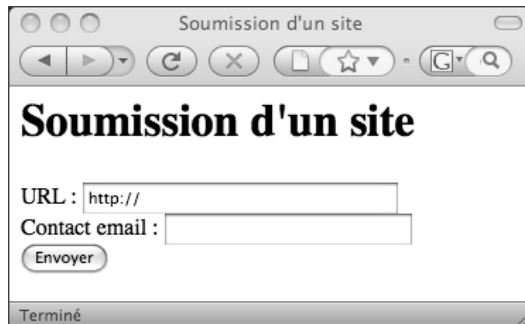 Soumission d'un site
G
Soumission d'un site
URL : http://
Contact email :
Envoyer
Terminé